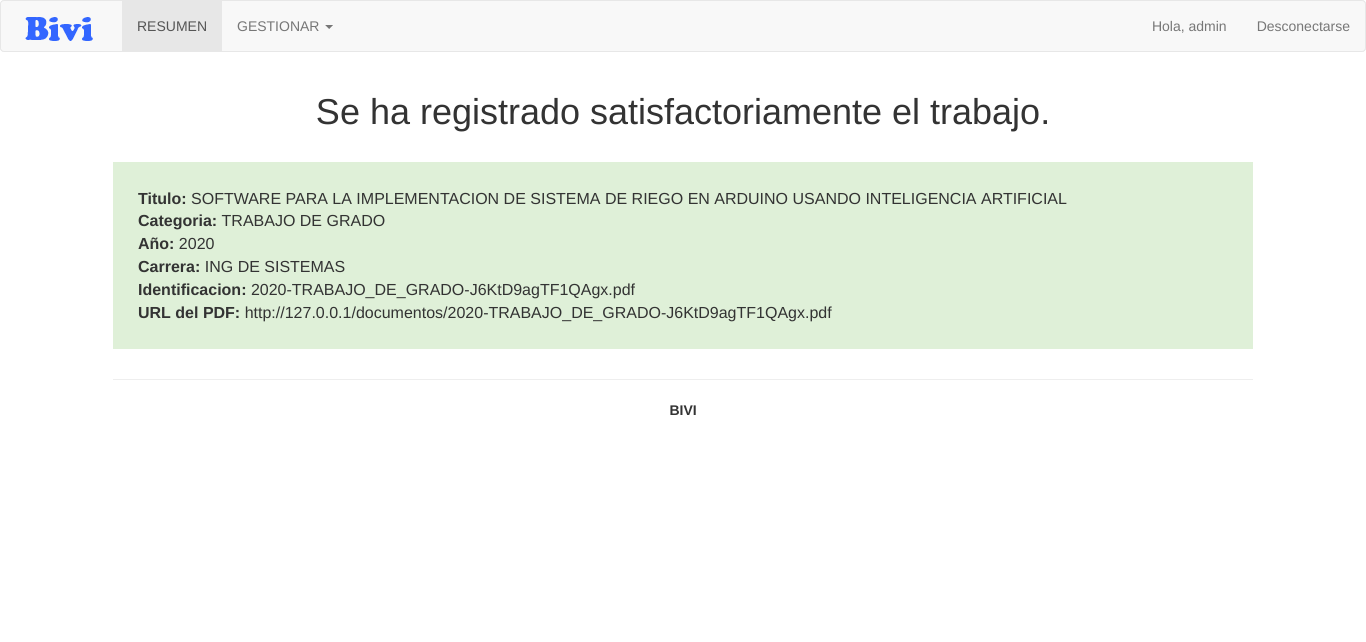 Bivi RESUMEN GESTIONAR Hola, admin Desconectarse
Se ha registrado satisfactoriamente el trabajo.
Titulo: SOFTWARE PARA LA IMPLEMENTACION DE SISTEMA DE RIEGO EN ARDUINO USANDO INTELIGENCIA ARTIFICIAL
Categoria: TRABAJO DE GRADO
Año: 2020
Carrera: ING DE SISTEMAS
Identificacion: 2020-TRABAJO_DE_GRADO-J6KtD9agTF1QAgx.pdf
URL del PDF: http://127.0.0.1/documentos/2020-TRABAJO_DE_GRADO-J6KtD9agTF1QAgx.pdf
BIVI